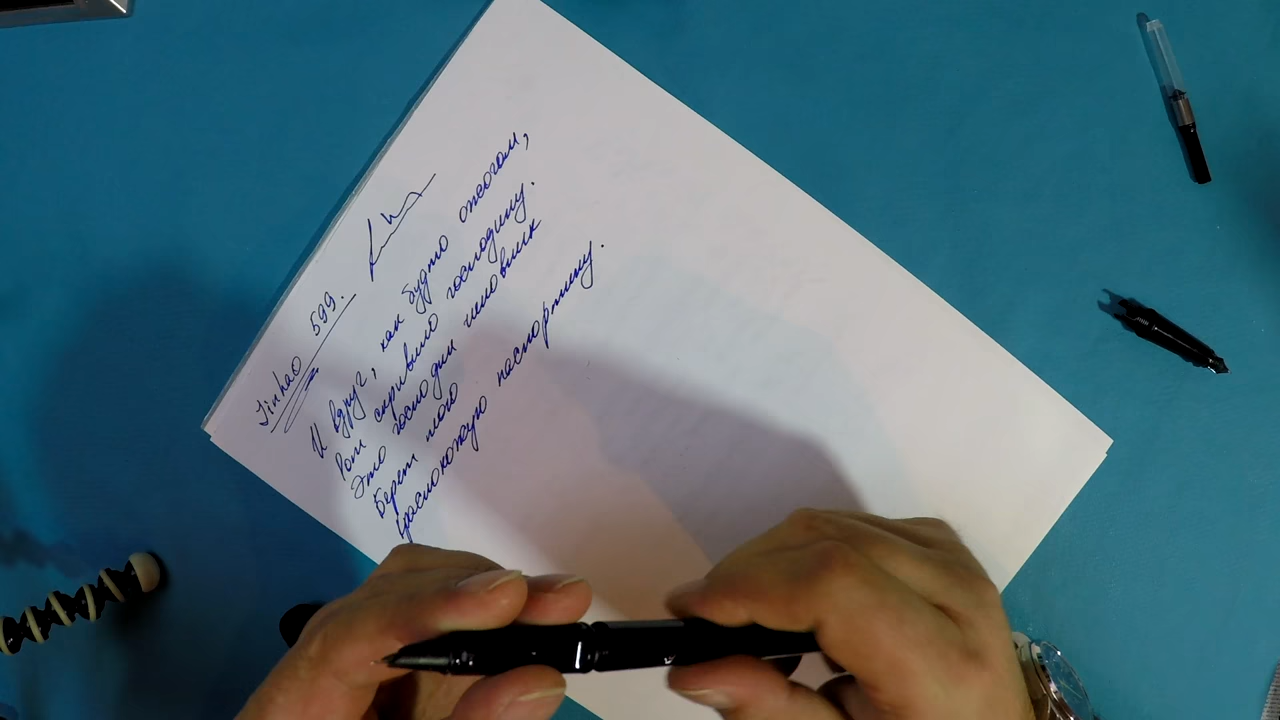 Jinhao 599.
И вдруг, как будто ожогом,
Рот скривило господину.
Это господин чиновник
Берет мою
краснокожую паспортину.